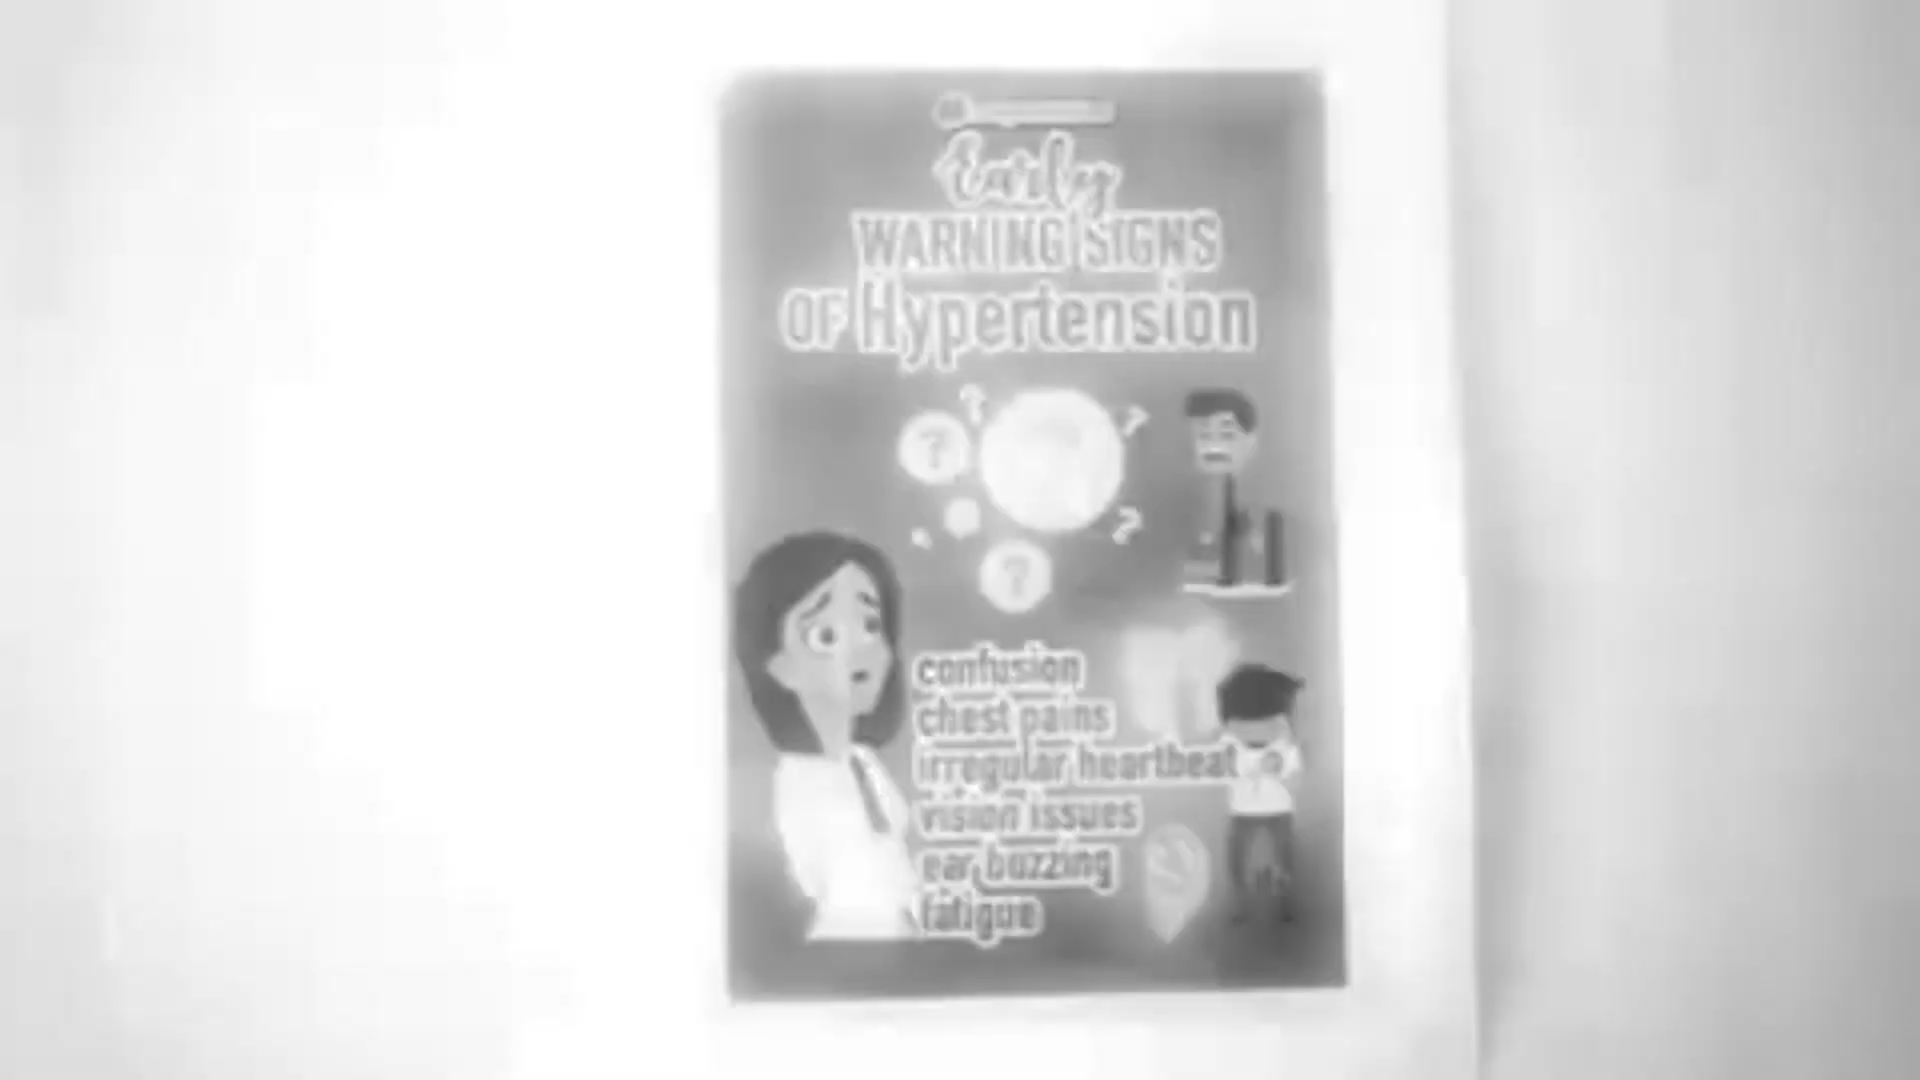 Early
WARNING SIGNS
OF Hypertension
?
?
?
?
?
confusion
chest pains
irregular heartbeat
vision issues
ear buzzing
fatigue